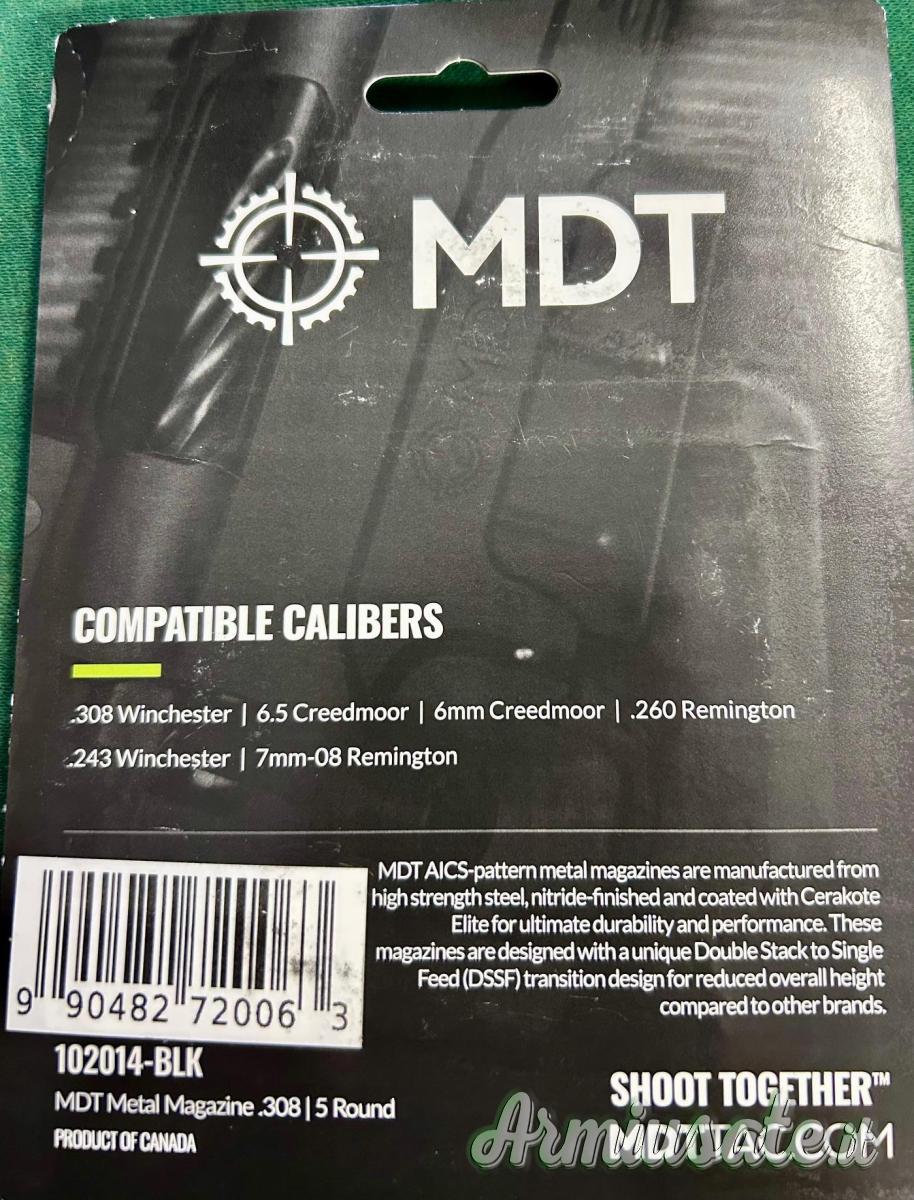 MDT
COMPATIBLE CALIBERS
.308 Winchester | 6.5 Creedmoor | 6mm Creedmoor | .260 Remington
.243 Winchester | 7mm-08 Remington
MDT AICS-pattern metal magazines are manufactured from
high strength steel, nitride-finished and coated with Cerakote
Elite for ultimate durability and performance. These
magazines are designed with a unique Double Stack to Single
Feed (DSSF) transition design for reduced overall height
compared to other brands.
9 90482 72006 3
102014-BLK
MDT Metal Magazine .308 | 5 Round
PRODUCT OF CANADA
SHOOT TOGETHER™
MDTTAC.COM
Armiusate.it